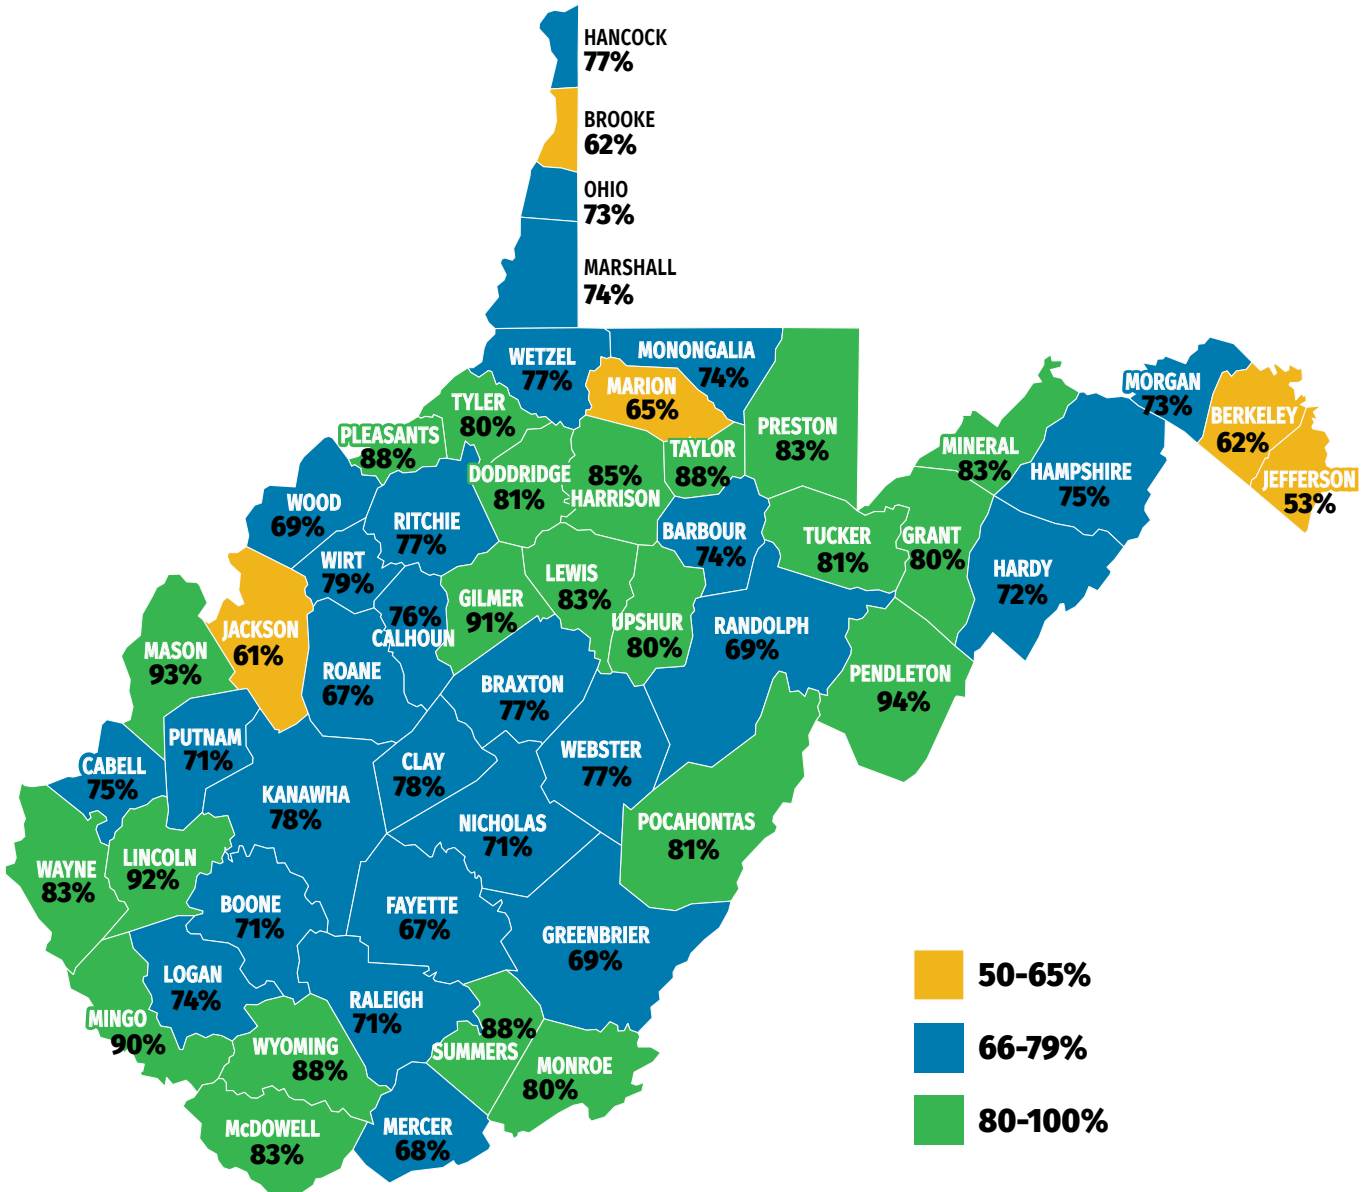 HANCOCK
77%
BROOKE
62%
OHIO
73%
MARSHALL
74%
WETZEL
77%
MONONGALIA
74%
MARION
65%
TYLER
80%
PLEASANTS
88%
PRESTON
83%
TAYLOR
88%
DODDRIDGE
81%
85%
HARRISON
MORGAN
73%
BERKELEY
62%
JEFFERSON
53%
MINERAL
83%
HAMPSHIRE
75%
WOOD
69%
RITCHIE
77%
BARBOUR
74%
TUCKER
81%
GRANT
80%
HARDY
72%
WIRT
79%
LEWIS
83%
GILMER
91%
76%
CALHOUN
UPSHUR
80%
RANDOLPH
69%
JACKSON
61%
MASON
93%
ROANE
67%
BRAXTON
77%
PENDLETON
94%
PUTNAM
71%
CABELL
75%
CLAY
78%
WEBSTER
77%
KANAWHA
78%
NICHOLAS
71%
POCAHONTAS
81%
WAYNE
83%
LINCOLN
92%
BOONE
71%
FAYETTE
67%
GREENBRIER
69%
LOGAN
74%
RALEIGH
71%
MINGO
90%
WYOMING
88%
88%
SUMMERS
MONROE
80%
McDOWELL
83%
MERCER
68%
50-65%
66-79%
80-100%